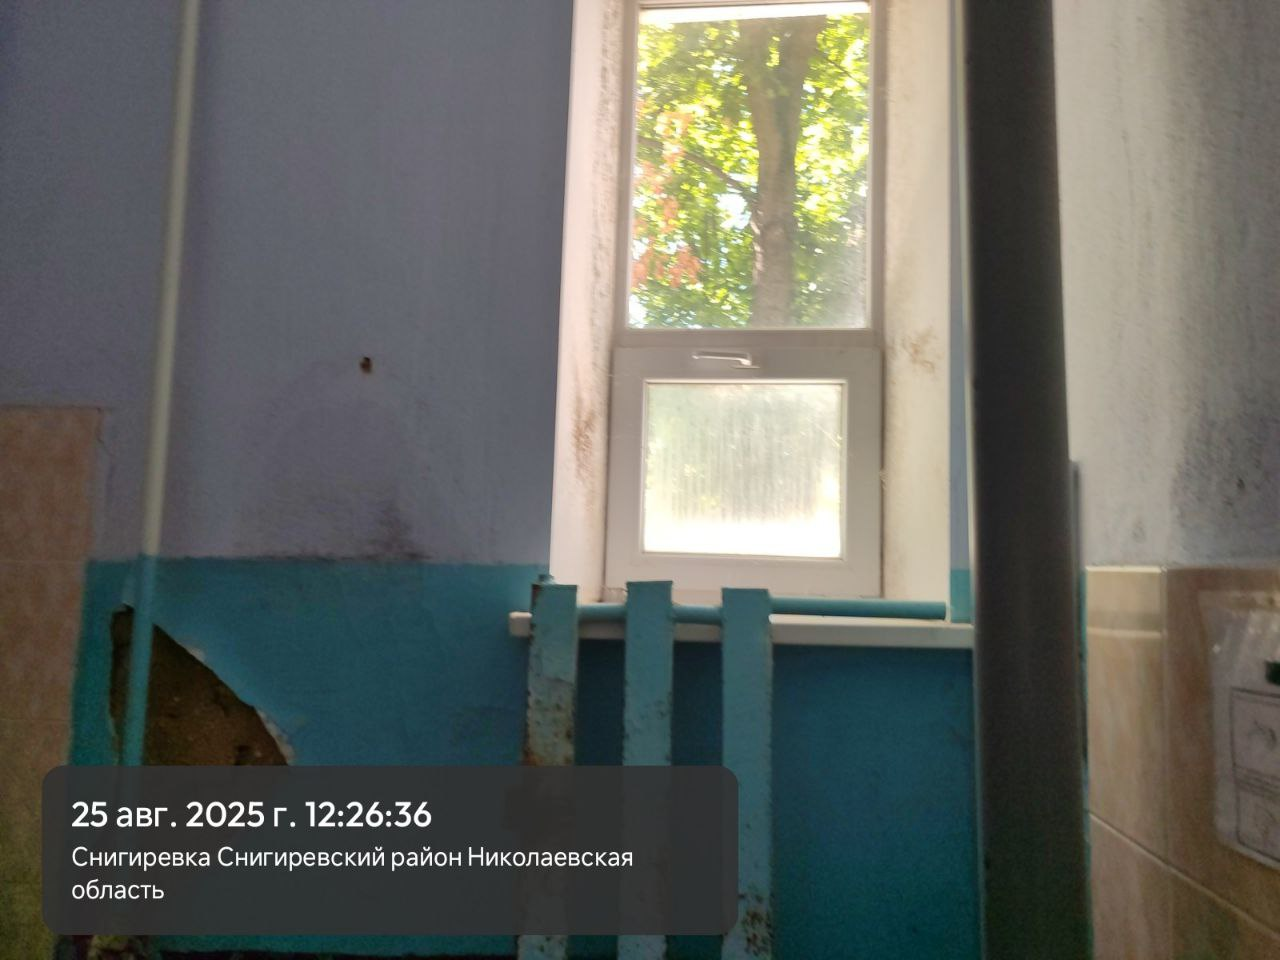 25 авг. 2025 г. 12:26:36
Снигиревка Снигиревский район Николаевская
область